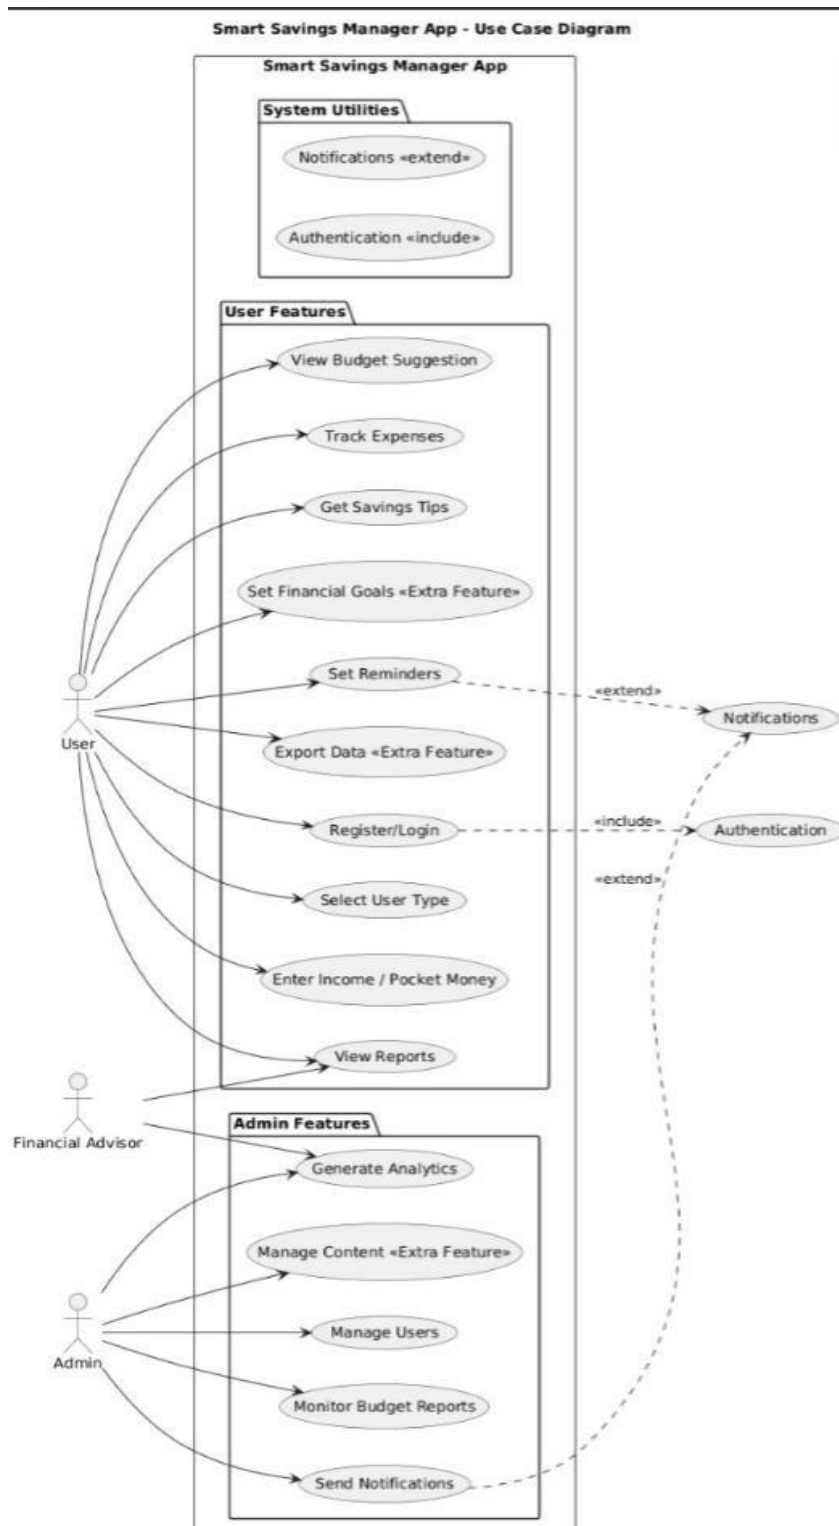 Smart Savings Manager App - Use Case Diagram
Smart Savings Manager App
System Utilities
Notifications «extend»
Authentication «include»
User Features
View Budget Suggestion
Track Expenses
Get Savings Tips
Set Financial Goals «Extra Feature»
Set Reminders
«extend»
Notifications
User
Export Data «Extra Feature»
Register/Login
«include»
Authentication
«extend»
Select User Type
Enter Income / Pocket Money
View Reports
Financial Advisor
Admin Features
Generate Analytics
Manage Content «Extra Feature»
Manage Users
Admin
Monitor Budget Reports
Send Notifications